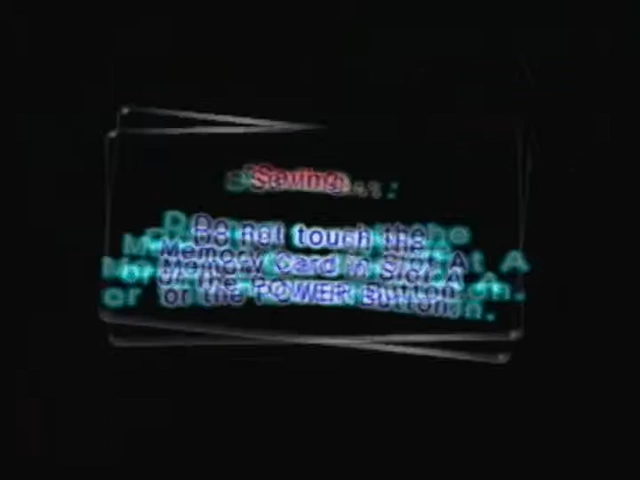 Saving...
Do not touch the
Memory Card in Slot A
or the POWER Button.